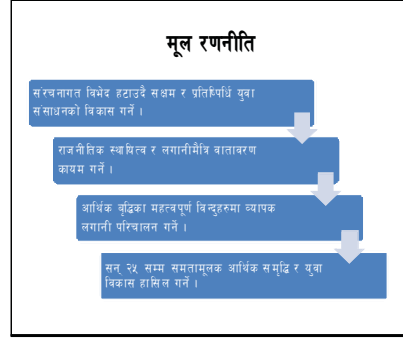 मूल रणनीति
संरचनागत विभेद हटाउदै सक्षम र प्रतिष्पिर्धि युवा
संसाधनको विकास गर्ने ।
राजनीतिक स्थायित्व र लगानीमैत्रि वातावरण
कायम गर्ने ।
आर्थिक बृद्धिका महत्वपूर्ण विन्दुहरुमा व्यापक
लगानी परिचालन गर्ने ।
सन् २५ सम्म समतामूलक आर्थिक समृद्धि र युवा
विकास हासिल गर्ने ।